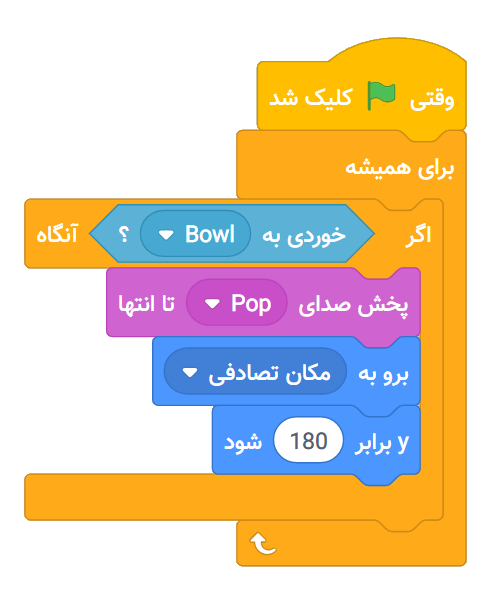 وقتی کلیک شد
برای همیشه
اگر خوردی به Bowl ؟ آنگاه
پخش صدای Pop تا انتها
برو به مکان تصادفی
y برابر 180 شود